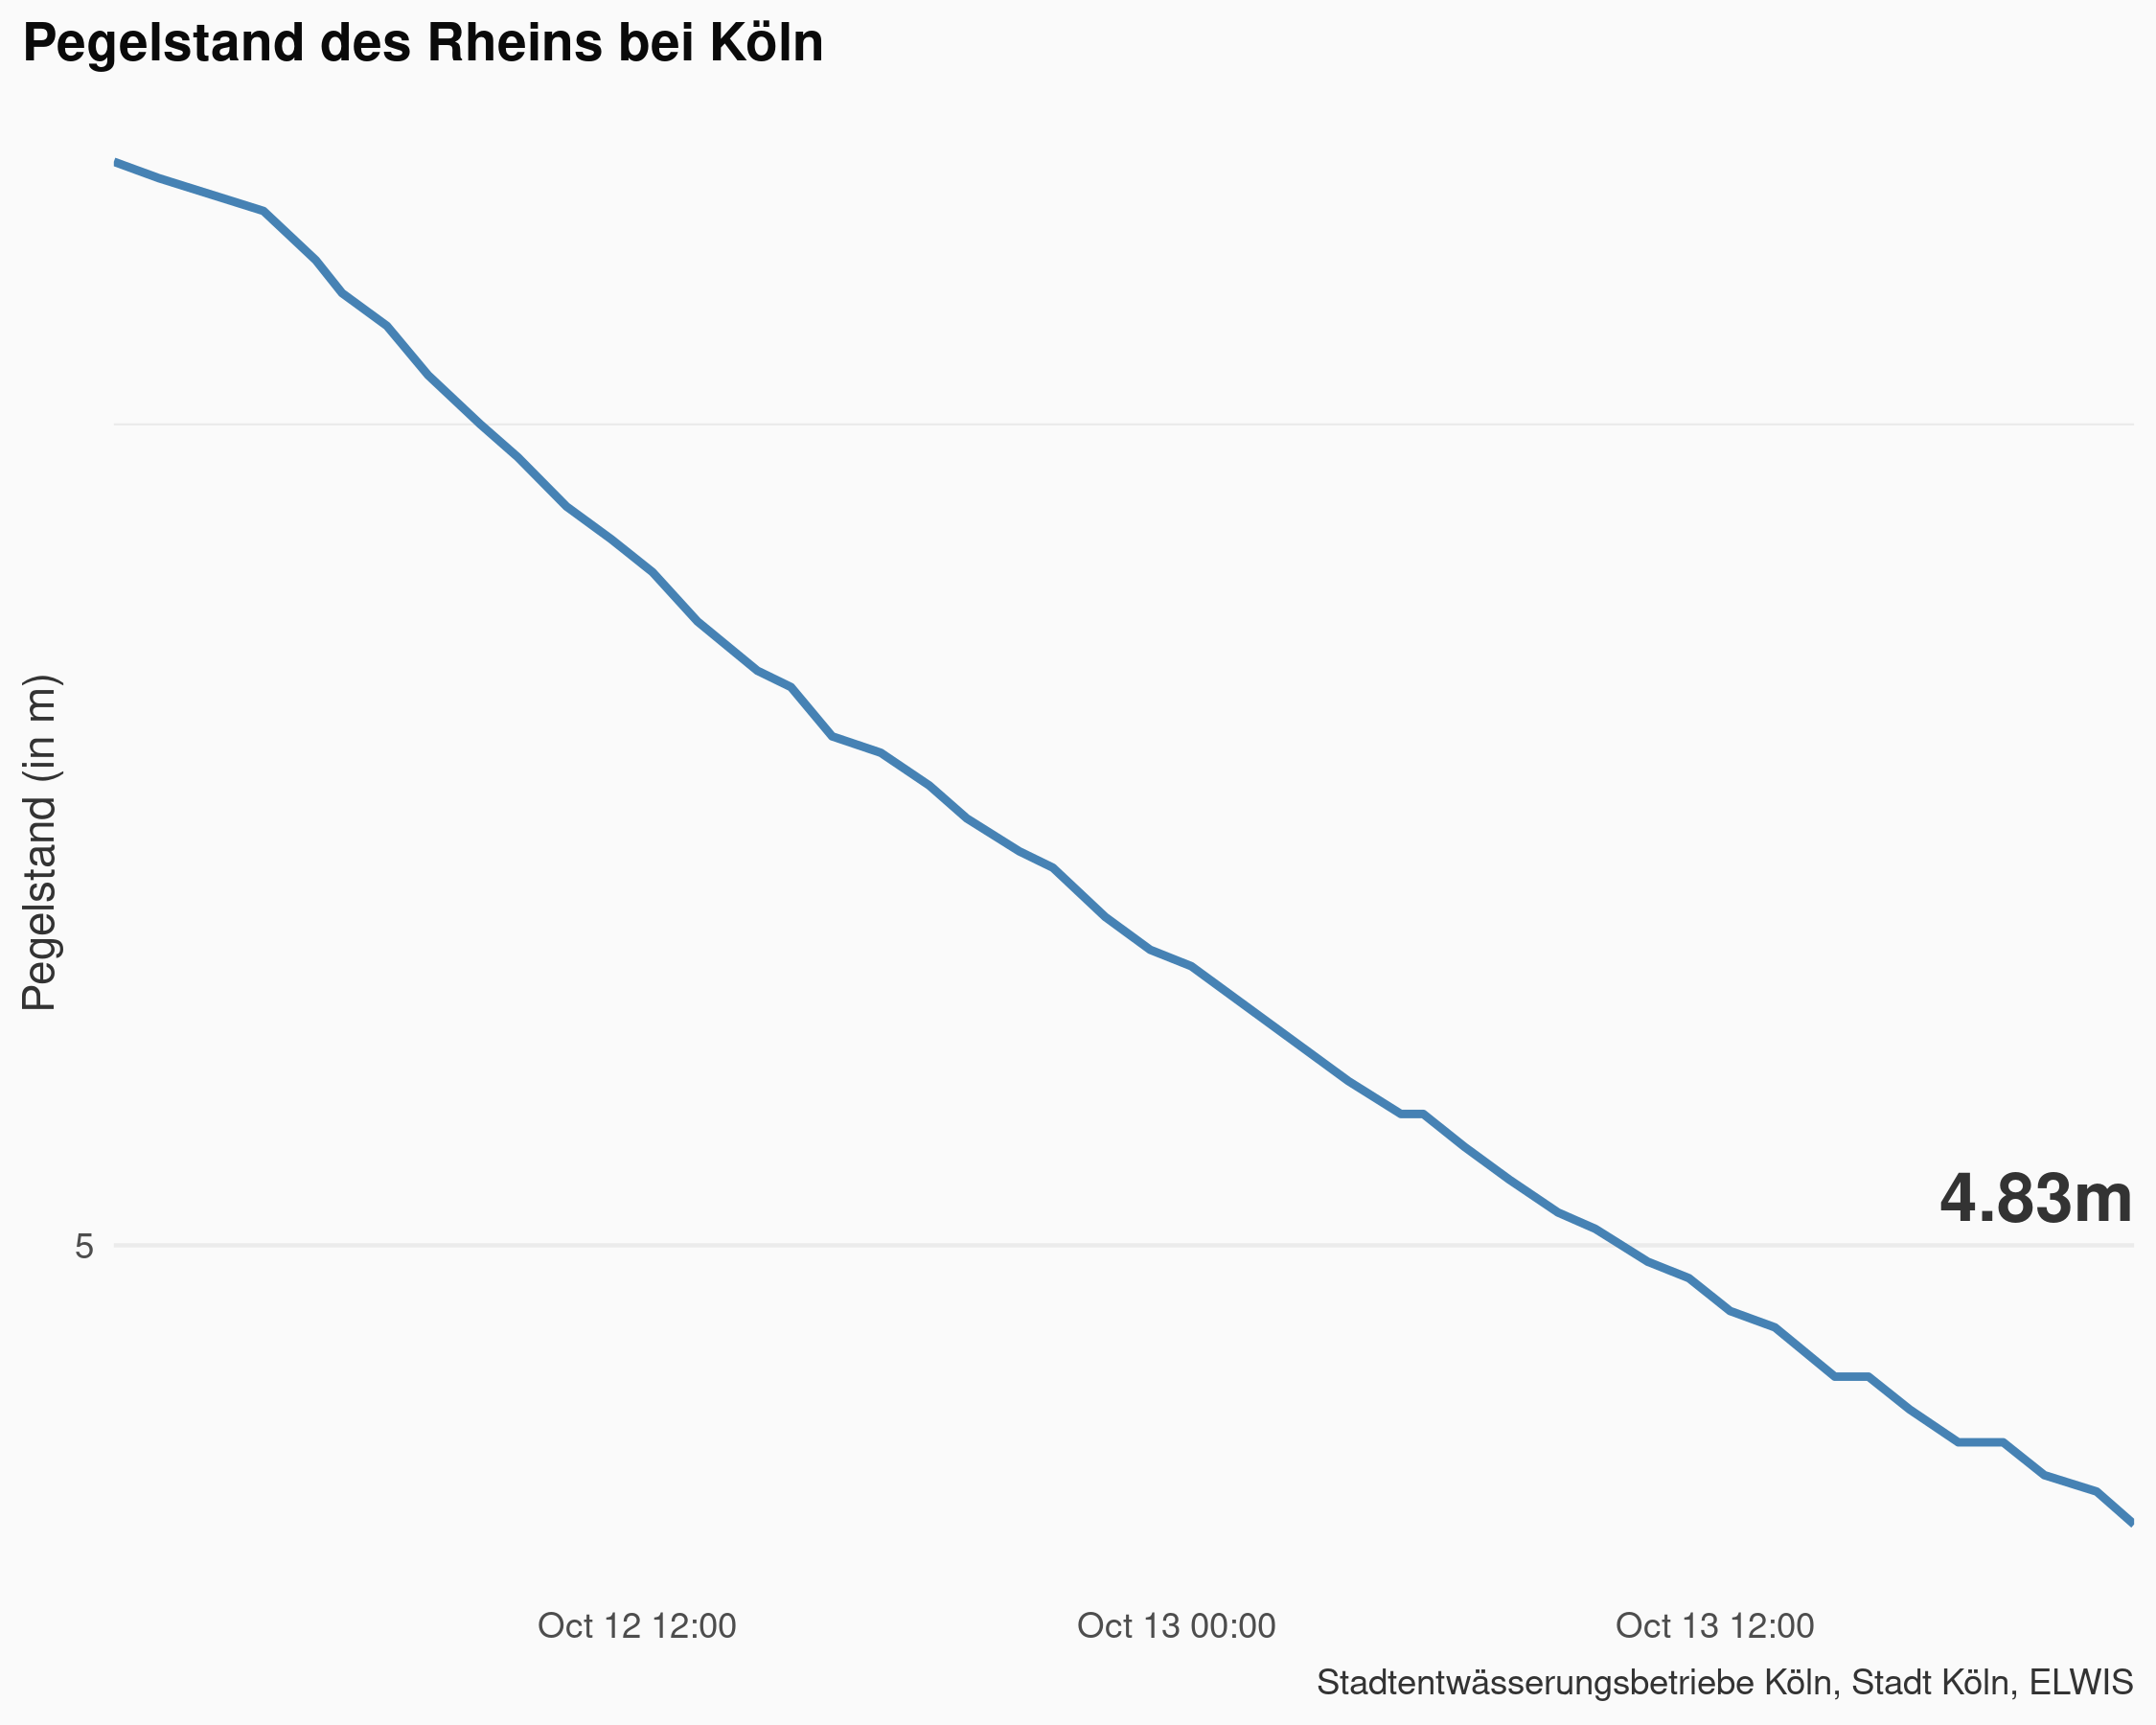 Pegelstand des Rheins bei Köln
Pegelstand (in m)
4.83m
5
Oct 12 12:00
Oct 13 00:00
Oct 13 12:00
Stadtentwässerungsbetriebe Köln, Stadt Köln, ELWIS